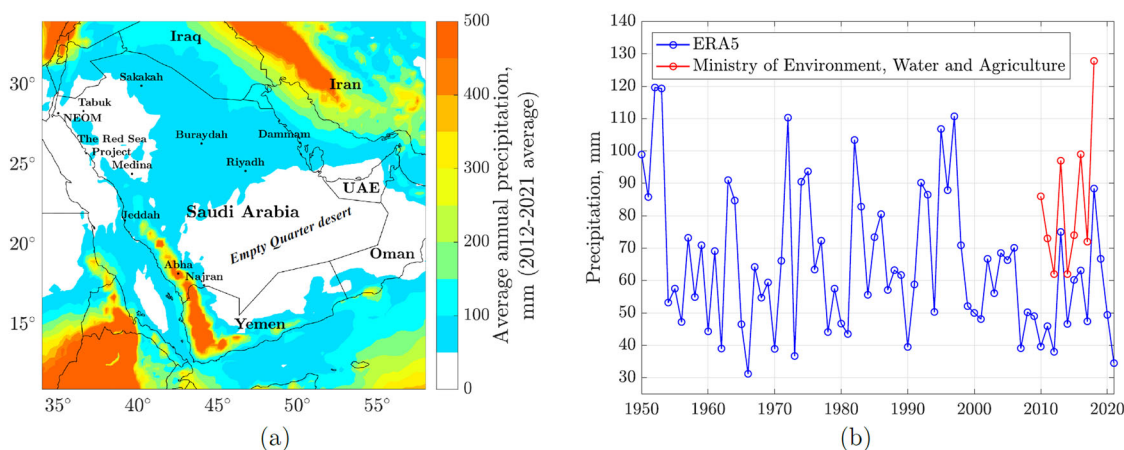 Iraq
Sakakah
Iran
Tabuk
NEOM
The Red Sea
Project
Medina
Buraydah
Dammam
Riyadh
UAE
Jeddah
Saudi Arabia
Empty Quarter desert
Oman
Abha
Najran
Yemen
30°
25°
20°
15°
35° 40° 45° 50° 55°
500
400
300
200
100
0
Average annual precipitation,
mm (2012-2021 average)
(a)
ERA5
Ministry of Environment, Water and Agriculture
Precipitation, mm
140
130
120
110
100
90
80
70
60
50
40
30
1950 1960 1970 1980 1990 2000 2010 2020
(b)